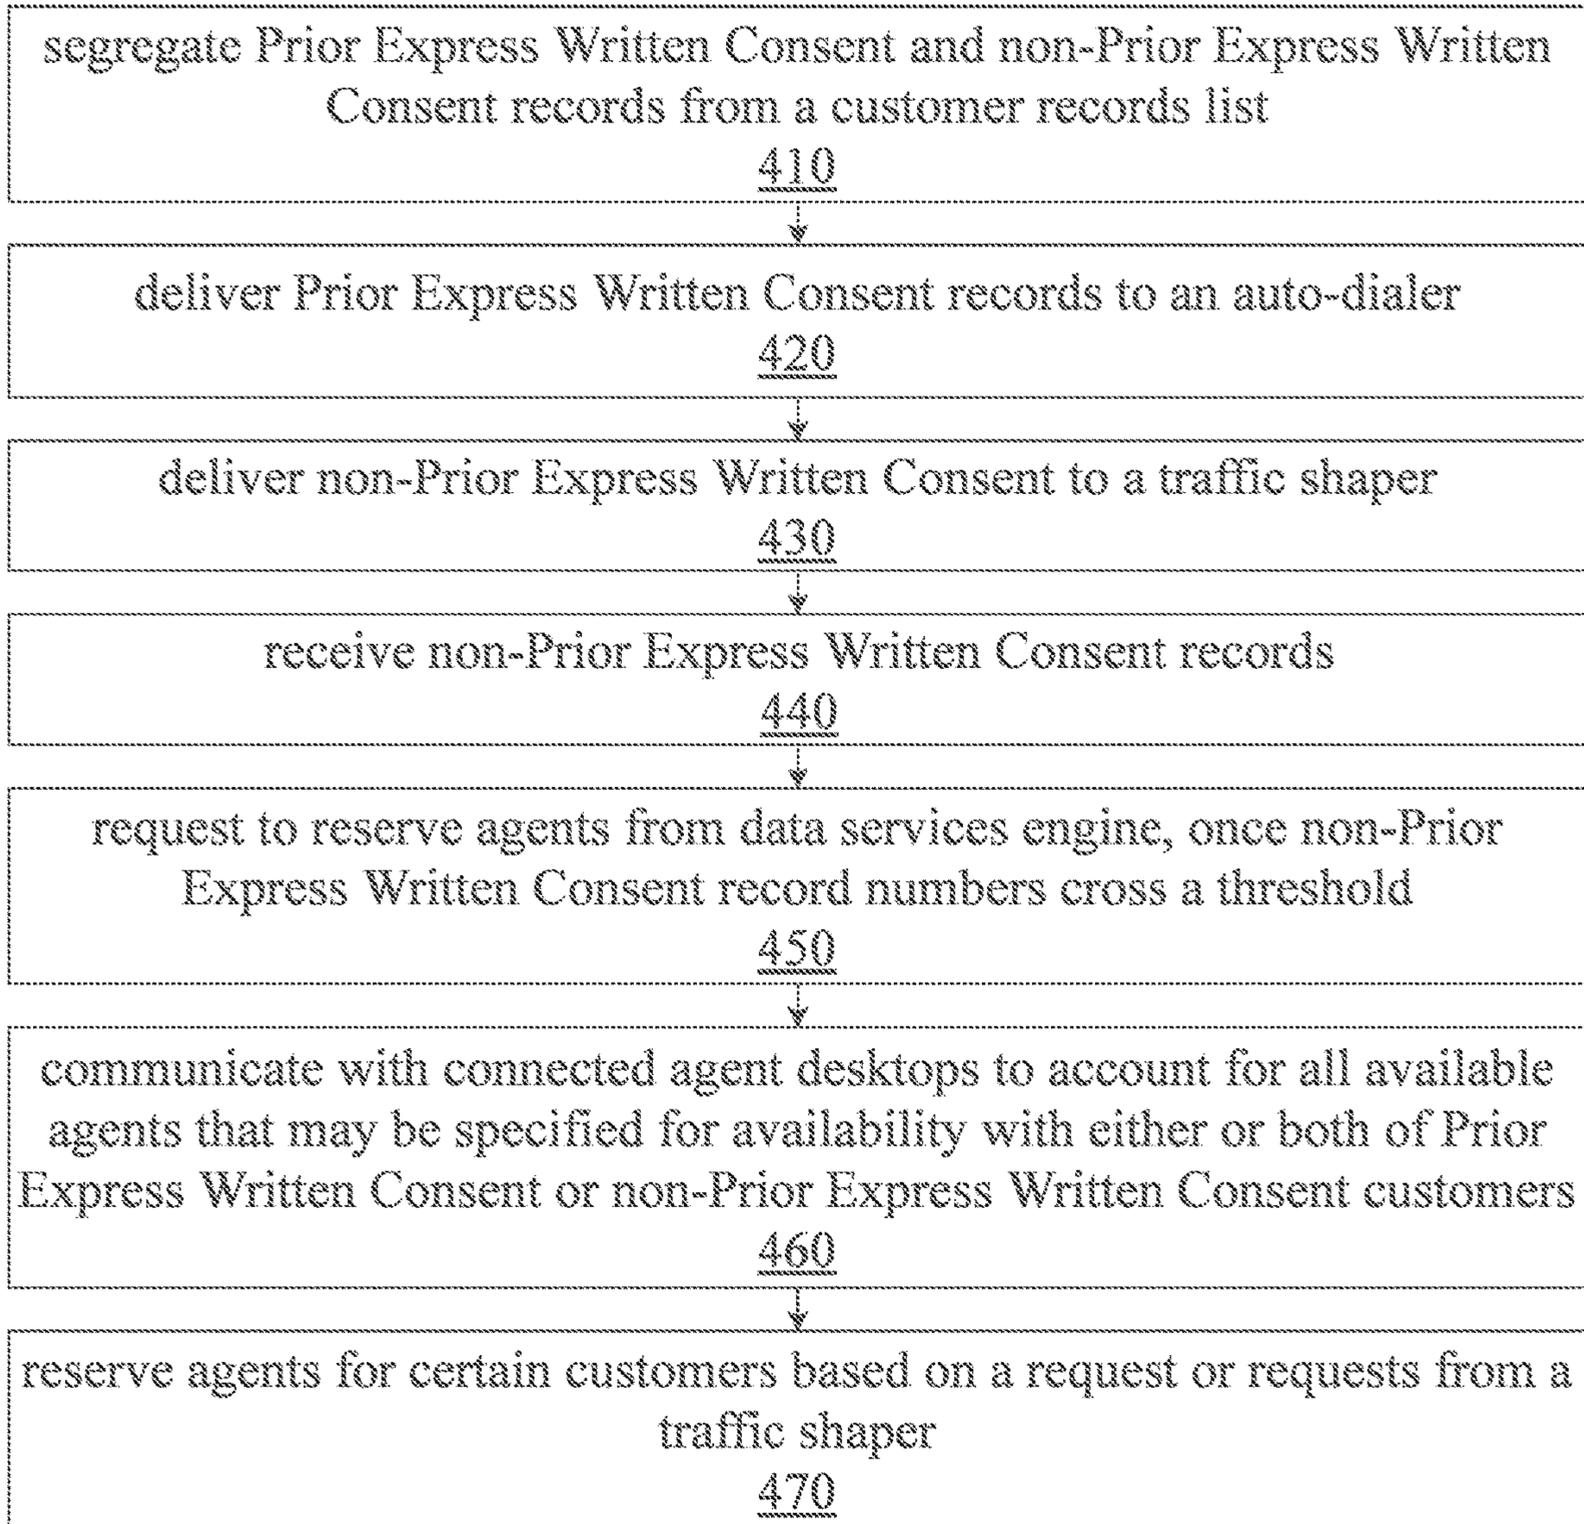 segregate Prior Express Written Consent and non-Prior Express Written
Consent records from a customer records list
410
deliver Prior Express Written Consent records to an auto-dialer
420
deliver non-Prior Express Written Consent to a traffic shaper
430
receive non-Prior Express Written Consent records
440
request to reserve agents from data services engine, once non-Prior
Express Written Consent record numbers cross a threshold
450
communicate with connected agent desktops to account for all available
agents that may be specified for availability with either or both of Prior
Express Written Consent or non-Prior Express Written Consent customers
460
reserve agents for certain customers based on a request or requests from a
traffic shaper
470